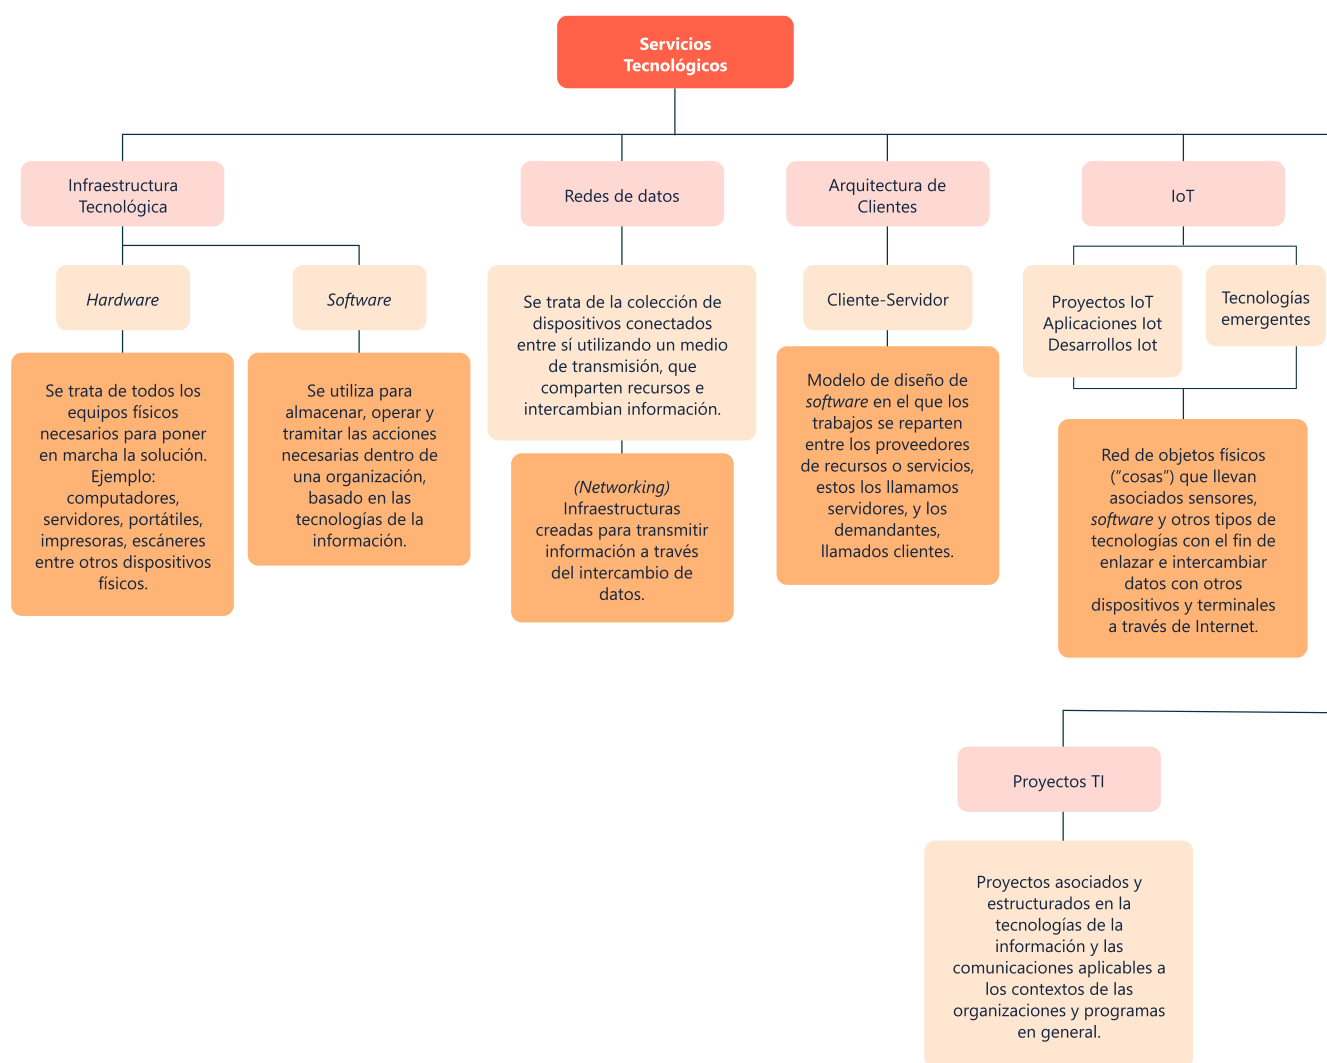 Servicios
Tecnológicos
Infraestructura
Tecnológica
Redes de datos
Arquitectura de
Clientes
IoT
Hardware
Software
Se trata de la colección de
dispositivos conectados
entre sí utilizando un medio
de transmisión, que
comparten recursos e
intercambian información.
Cliente-Servidor
Proyectos IoT
Aplicaciones Iot
Desarrollos Iot
Tecnologías
emergentes
Se trata de todos los
equipos físicos
necesarios para poner
en marcha la solución.
Ejemplo:
computadores,
servidores, portátiles,
impresoras, escáneres
entre otros dispositivos
físicos.
Se utiliza para
almacenar, operar y
tramitar las acciones
necesarias dentro de
una organización,
basado en las
tecnologías de la
información.
(Networking)
Infraestructuras
creadas para transmitir
información a través
del intercambio de
datos.
Modelo de diseño de
software en el que los
trabajos se reparten
entre los proveedores
de recursos o servicios,
estos los llamamos
servidores, y los
demandantes,
llamados clientes.
Red de objetos físicos
(“cosas”) que llevan
asociados sensores,
software y otros tipos de
tecnologías con el fin de
enlazar e intercambiar
datos con otros
dispositivos y terminales
a través de Internet.
Proyectos TI
Proyectos asociados y
estructurados en la
tecnologías de la
información y las
comunicaciones aplicables a
los contextos de las
organizaciones y programas
en general.